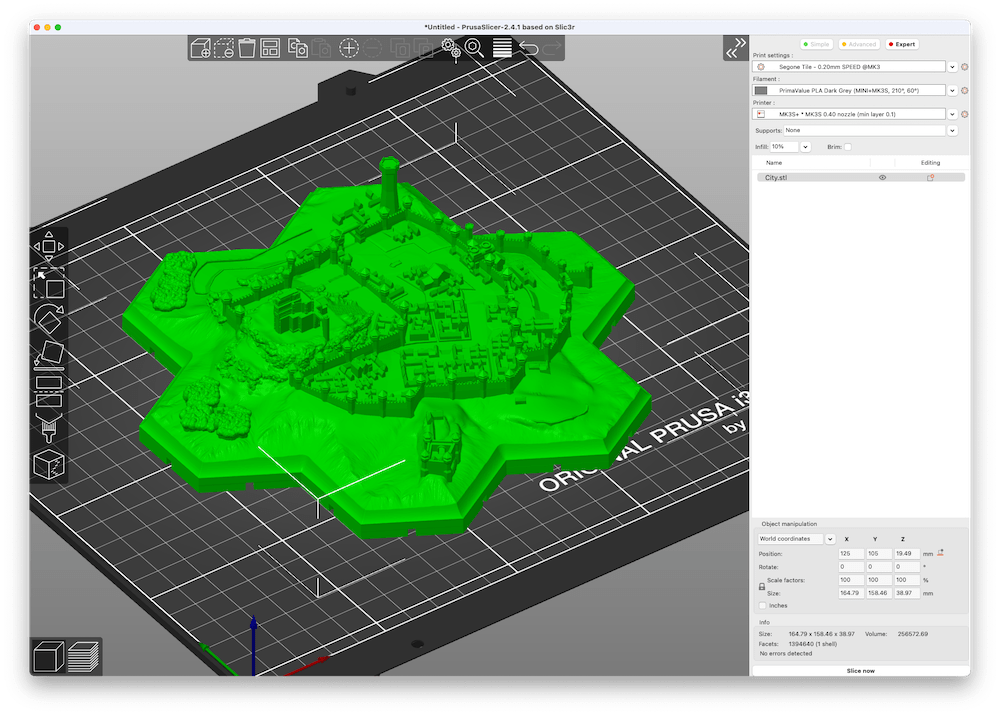 *Untitled - PrusaSlicer-2.4.1 based on Slic3r
Simple Advanced Expert
Print settings :
Segone Tile - 0.20mm SPEED @MK3
Filament :
PrimaValue PLA Dark Grey (MINI+MK3S, 210°, 60°)
Printer :
MK3S+ * MK3S 0.40 nozzle (min layer 0.1)
Supports: None
Infill: 10% Brim:
Name Editing
City.stl
ORIGINAL PRUSA i3
by
Object manipulation
World coordinates X Y Z
Position: 125 105 19.49 mm
Rotate: 0 0 0 °
Scale factors: 100 100 100 %
Size: 164.79 158.46 38.97 mm
Inches
Info
Size: 164.79 x 158.46 x 38.97 Volume: 256572.69
Facets: 1394640 (1 shell)
No errors detected
Slice now